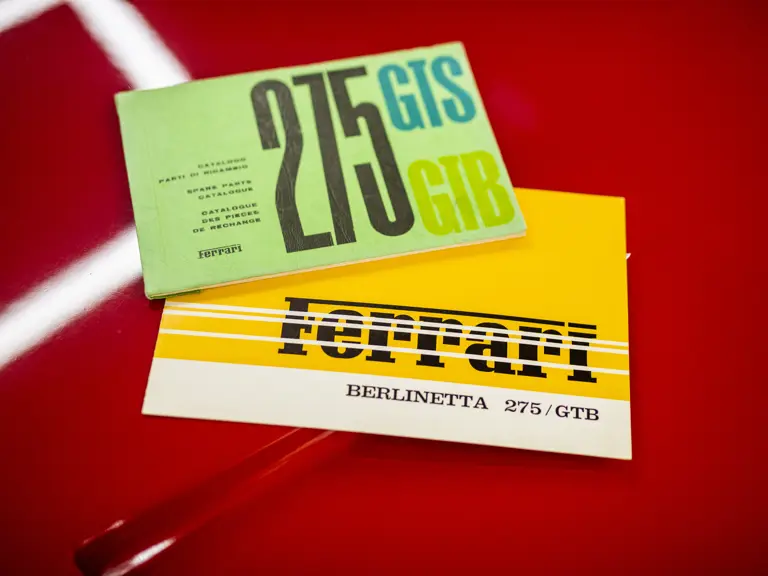 275
GTS
GTB
CATALOGO
PARTI DI RICAMBIO
SPARE PARTS
CATALOGUE
CATALOGUE
DES PIECES
DE RECHANGE
Ferrari
Ferrari
BERLINETTA 275/GTB